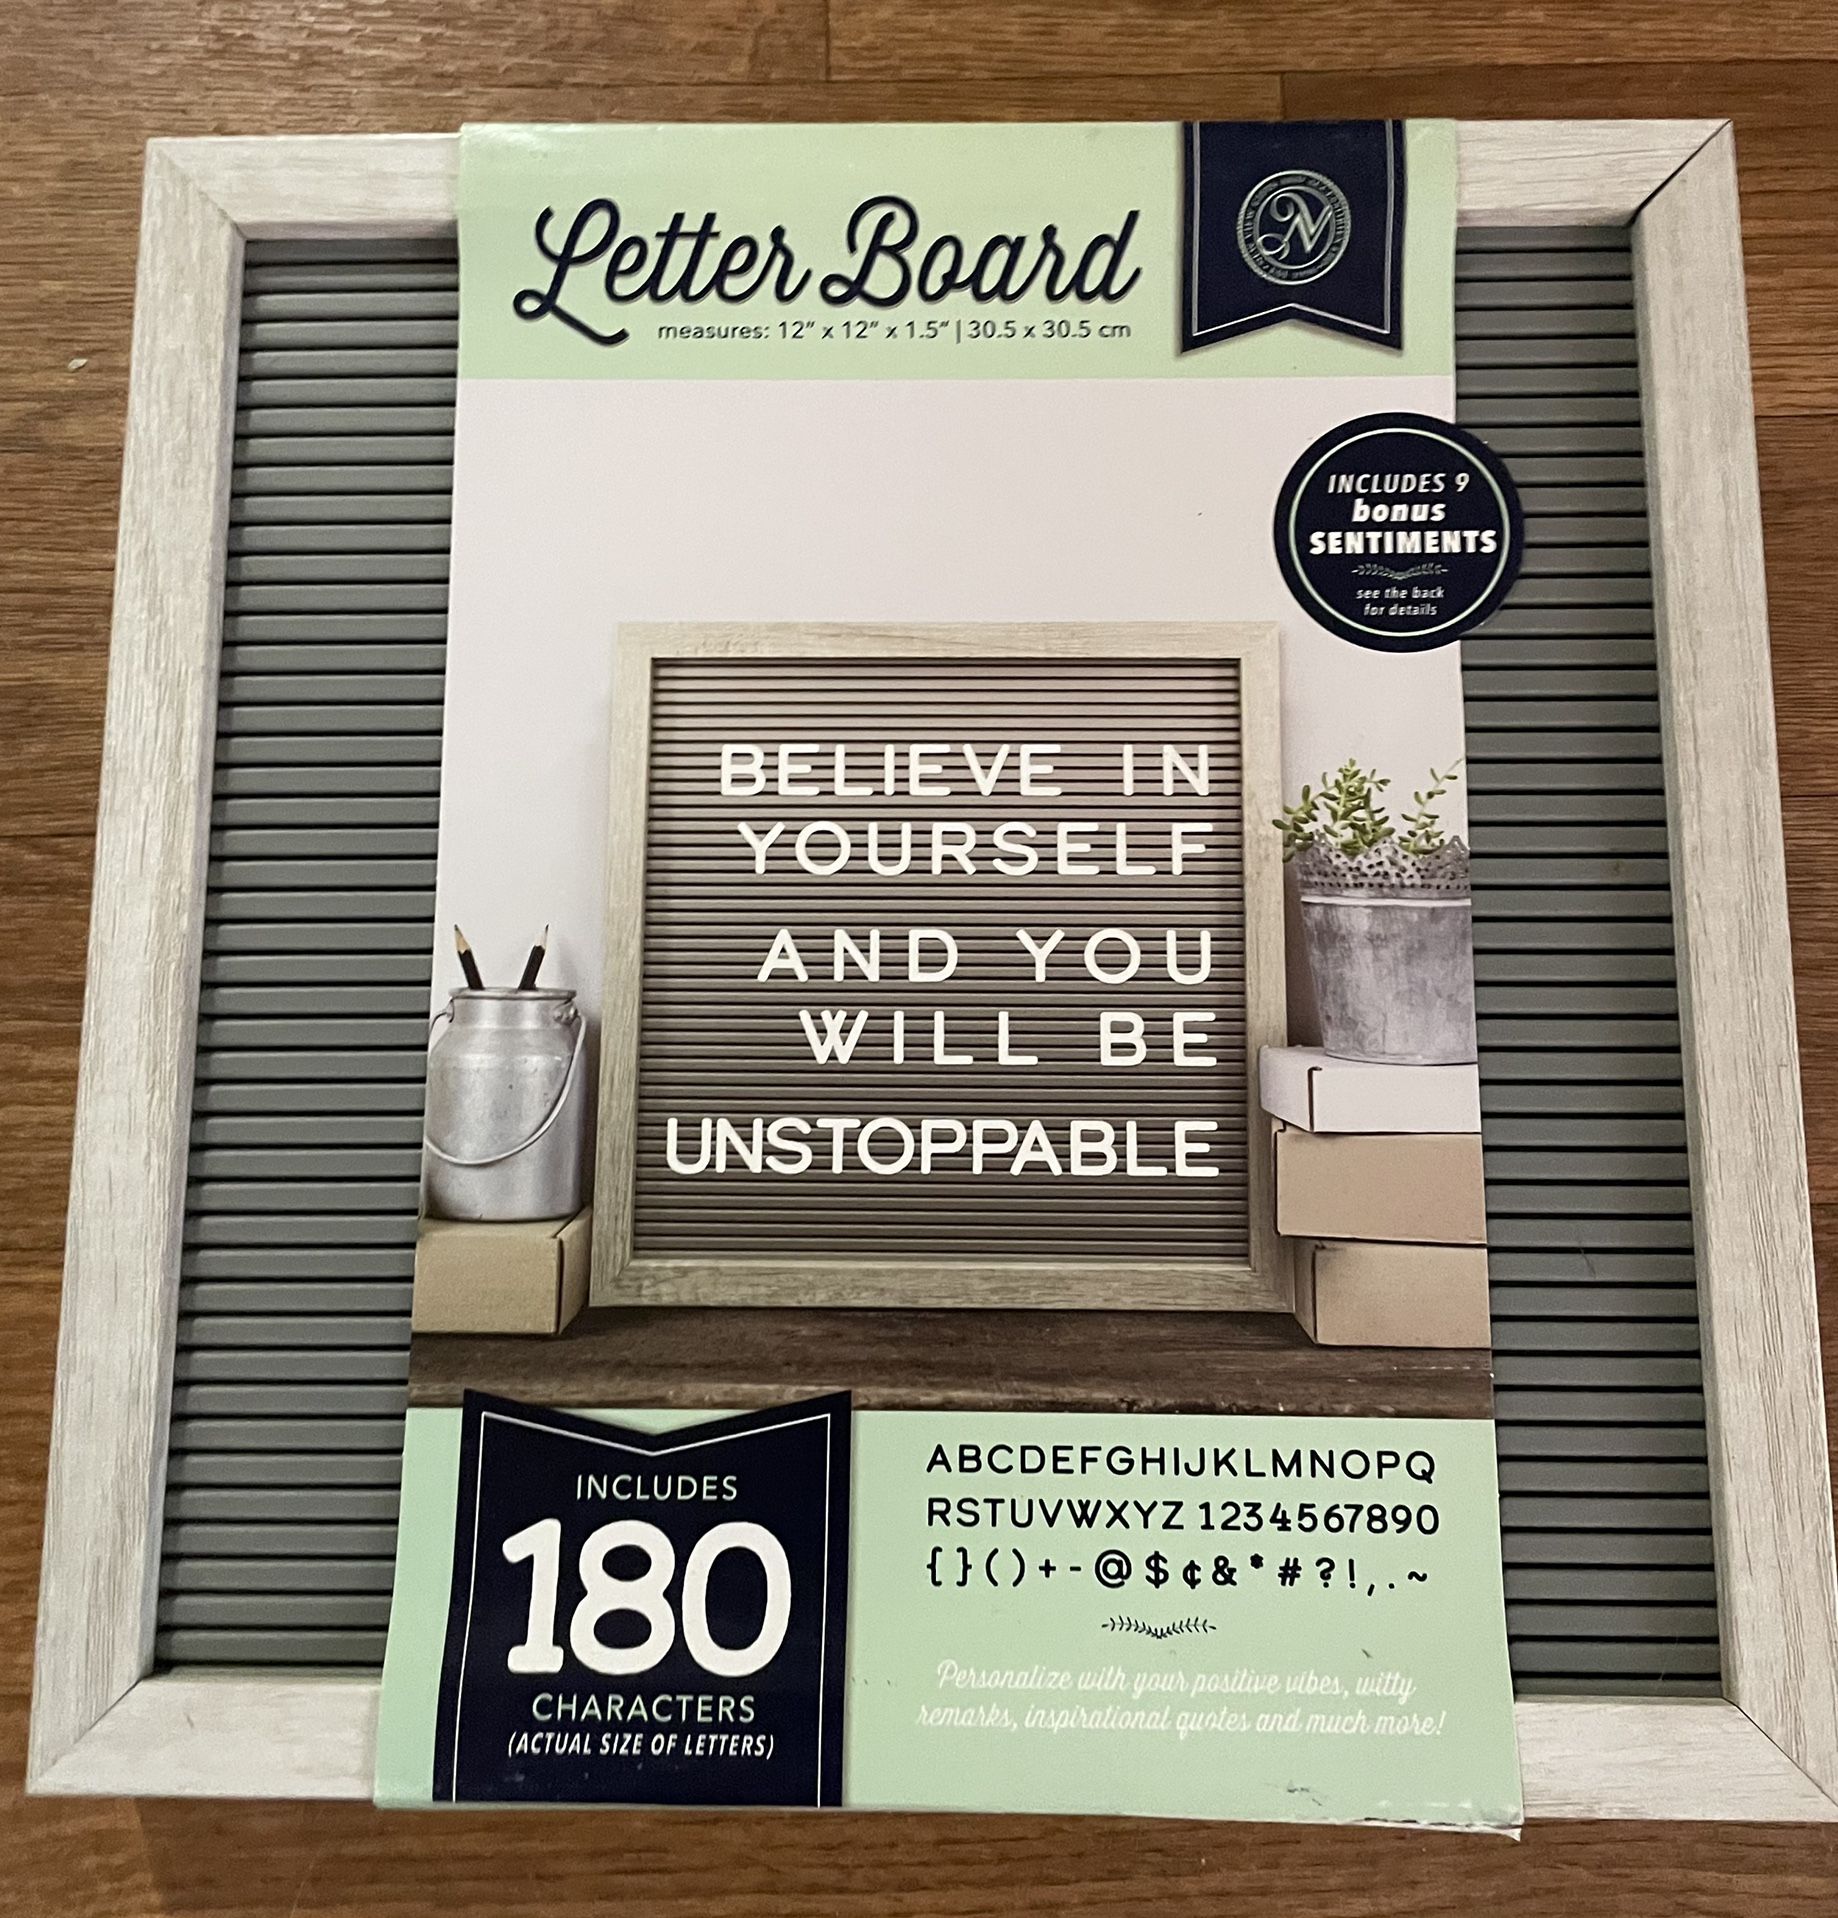 Letter Board
measures: 12" x 12" x 1.5" | 30.5 x 30.5 cm
N
INCLUDES 9
bonus
SENTIMENTS
see the back
for details
BELIEVE IN
YOURSELF
AND YOU
WILL BE
UNSTOPPABLE
INCLUDES
180
CHARACTERS
(ACTUAL SIZE OF LETTERS)
ABCDEFGHIJKLMNOPQ
RSTUVWXYZ 1234567890
{ } ( ) + - @ $ ¢ & * # ? ! , . ~
Personalize with your positive vibes, witty
remarks, inspirational quotes and much more!